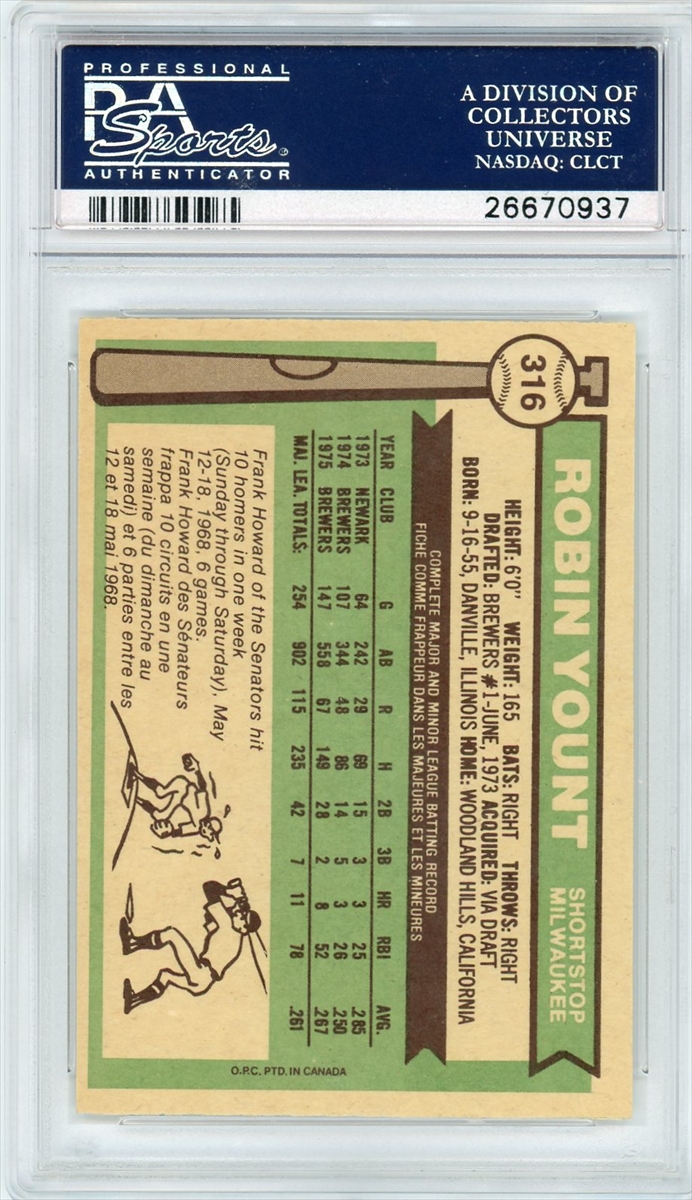 PROFESSIONAL
PSA
Sports
AUTHENTICATOR
A DIVISION OF
COLLECTORS
UNIVERSE
NASDAQ: CLCT
26670937
316
ROBIN YOUNT
SHORTSTOP
MILWAUKEE
HEIGHT: 6'0" WEIGHT: 165 BATS: RIGHT THROWS: RIGHT
DRAFTED: BREWERS #1-JUNE, 1973 ACQUIRED: VIA DRAFT
BORN: 9-16-55, DANVILLE, ILLINOIS HOME: WOODLAND HILLS, CALIFORNIA
COMPLETE MAJOR AND MINOR LEAGUE BATTING RECORD
FICHE COMME FRAPPEUR DANS LES MAJEURES ET LES MINEURES
YEAR CLUB G AB R H 2B 3B HR RBI AVG.
1973 NEWARK 64 242 29 69 15 3 3 25 .285
1974 BREWERS 107 344 48 86 14 5 3 26 .250
1975 BREWERS 147 558 67 149 28 2 8 52 .267
MAJ. LEA. TOTALS: 254 902 115 235 42 7 11 78 .261
Frank Howard of the Senators hit
10 homers in one week
(Sunday through Saturday), May
12-18, 1968, 6 games.
Frank Howard des Sénateurs
frappa 10 circuits en une
semaine (du dimanche au
samedi) et 6 parties entre les
12 et 18 mai 1968.
O.P.C. PTD. IN CANADA